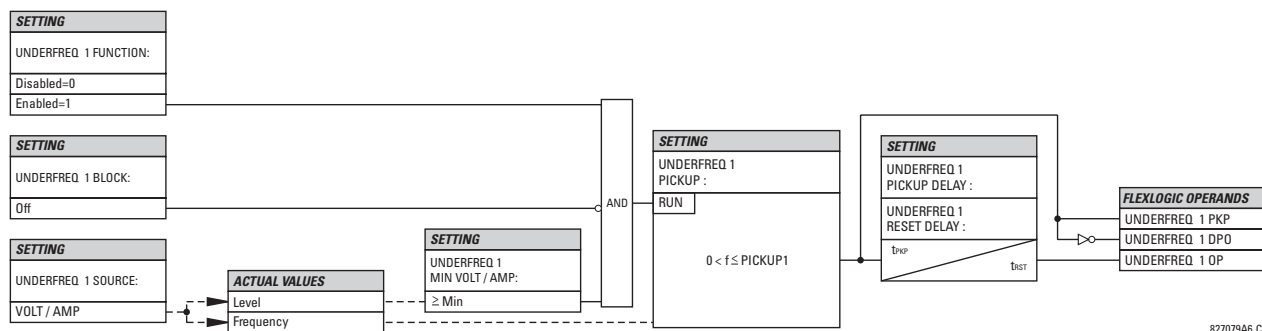 SETTING
UNDERFREQ 1 FUNCTION:
Disabled=0
Enabled=1
SETTING
UNDERFREQ 1 BLOCK:
Off
SETTING
UNDERFREQ 1 SOURCE:
VOLT / AMP
ACTUAL VALUES
Level
Frequency
SETTING
UNDERFREQ 1
MIN VOLT / AMP:
≥ Min
AND
SETTING
UNDERFREQ 1
PICKUP :
RUN
0 < f ≤ PICKUP1
SETTING
UNDERFREQ 1
PICKUP DELAY :
UNDERFREQ 1
RESET DELAY :
tPKP
tRST
FLEXLOGIC OPERANDS
UNDERFREQ 1 PKP
UNDERFREQ 1 DPO
UNDERFREQ 1 OP
827079A6.C